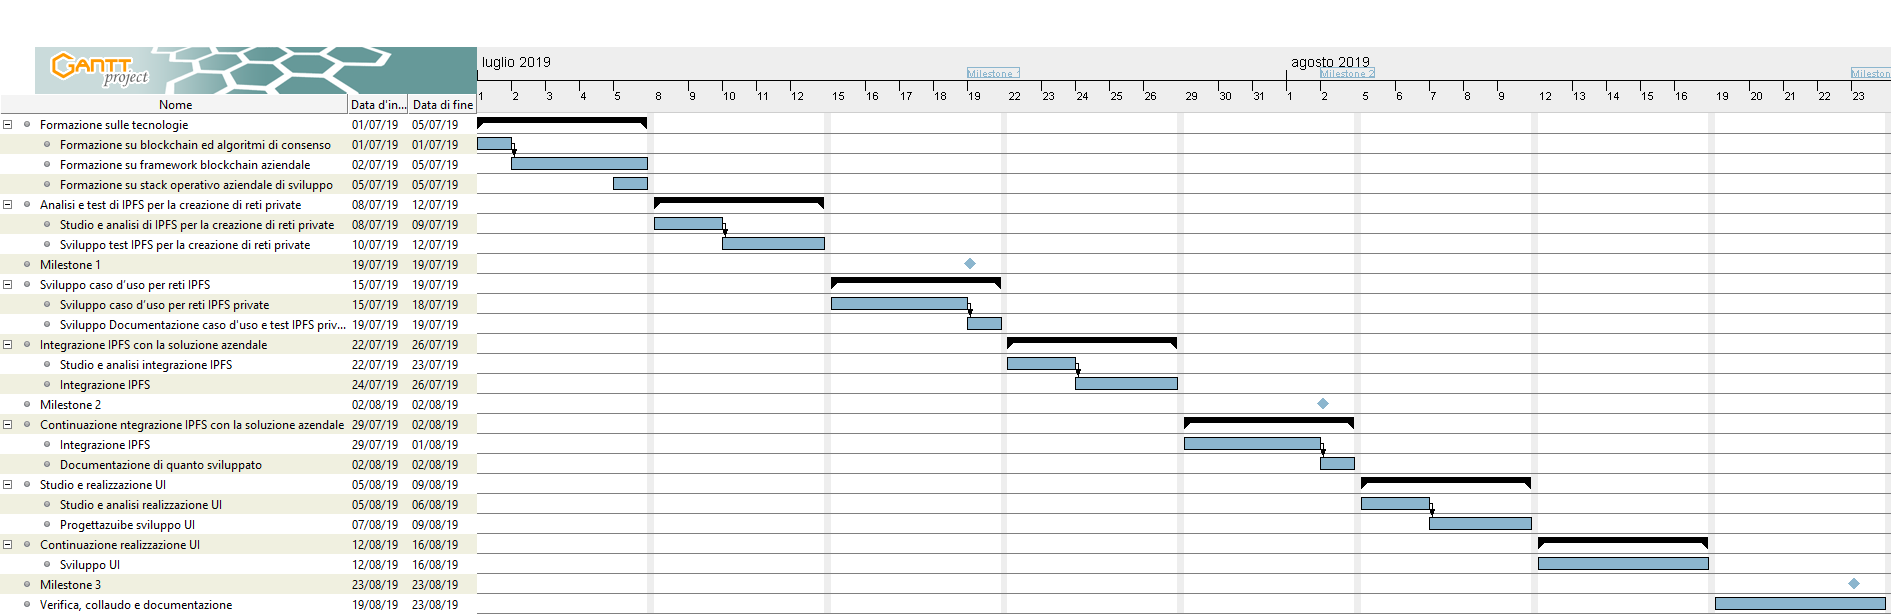 GANTT
project
luglio 2019
agosto 2019
Milestone 1
Milestone 2
Mileston
Nome Data d'in... Data di fine
1 2 3 4 5 8 9 10 11 12 15 16 17 18 19 22 23 24 25 26 29 30 31 1 2 5 6 7 8 9 12 13 14 15 16 19 20 21 22 23
Formazione sulle tecnologie 01/07/19 05/07/19
Formazione su blockchain ed algoritmi di consenso 01/07/19 01/07/19
Formazione su framework blockchain aziendale 02/07/19 05/07/19
Formazione su stack operativo aziendale di sviluppo 05/07/19 05/07/19
Analisi e test di IPFS per la creazione di reti private 08/07/19 12/07/19
Studio e analisi di IPFS per la creazione di reti private 08/07/19 09/07/19
Sviluppo test IPFS per la creazione di reti private 10/07/19 12/07/19
Milestone 1 19/07/19 19/07/19
Sviluppo caso d'uso per reti IPFS 15/07/19 19/07/19
Sviluppo caso d'uso per reti IPFS private 15/07/19 18/07/19
Sviluppo Documentazione caso d'uso e test IPFS priv... 19/07/19 19/07/19
Integrazione IPFS con la soluzione azendale 22/07/19 26/07/19
Studio e analisi integrazione IPFS 22/07/19 23/07/19
Integrazione IPFS 24/07/19 26/07/19
Milestone 2 02/08/19 02/08/19
Continuazione ntegrazione IPFS con la soluzione azendale 29/07/19 02/08/19
Integrazione IPFS 29/07/19 01/08/19
Documentazione di quanto sviluppato 02/08/19 02/08/19
Studio e realizzazione UI 05/08/19 09/08/19
Studio e analisi realizzazione UI 05/08/19 06/08/19
Progettazuibe sviluppo UI 07/08/19 09/08/19
Continuazione realizzazione UI 12/08/19 16/08/19
Sviluppo UI 12/08/19 16/08/19
Milestone 3 23/08/19 23/08/19
Verifica, collaudo e documentazione 19/08/19 23/08/19